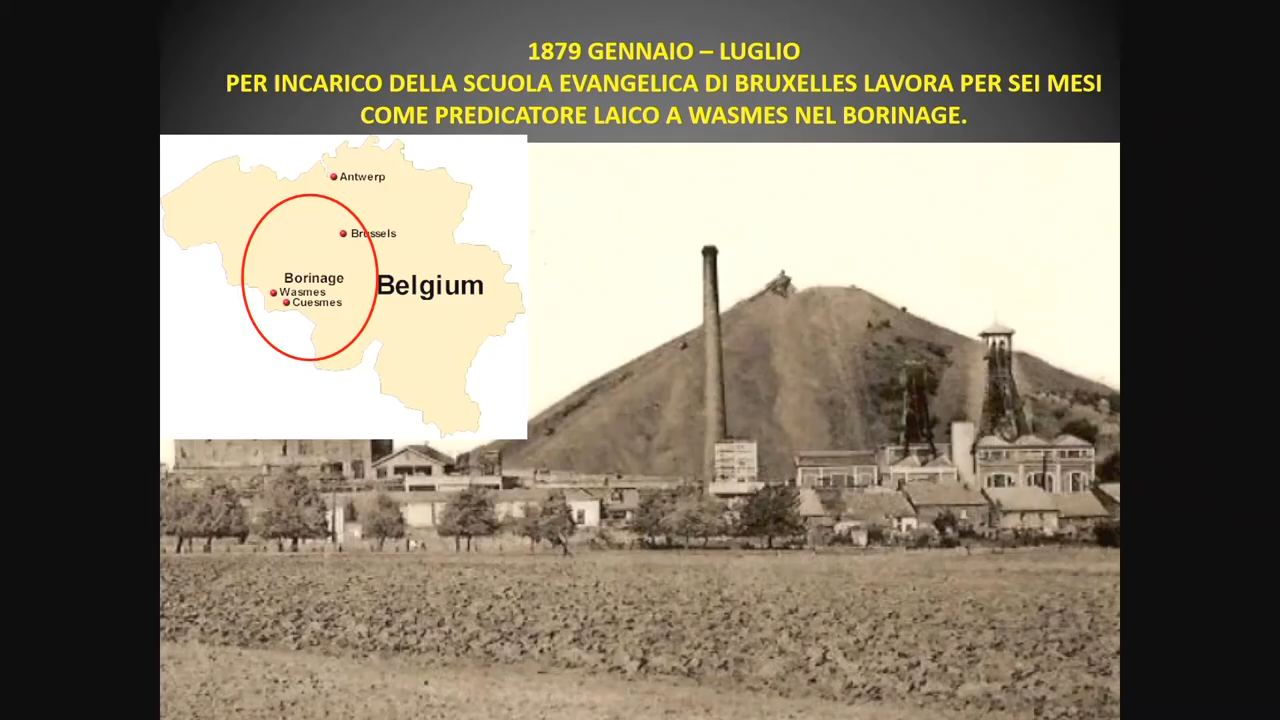 1879 GENNAIO – LUGLIO
PER INCARICO DELLA SCUOLA EVANGELICA DI BRUXELLES LAVORA PER SEI MESI
COME PREDICATORE LAICO A WASMES NEL BORINAGE.
Antwerp
Brussels
Borinage
Belgium
Wasmes
Cuesmes